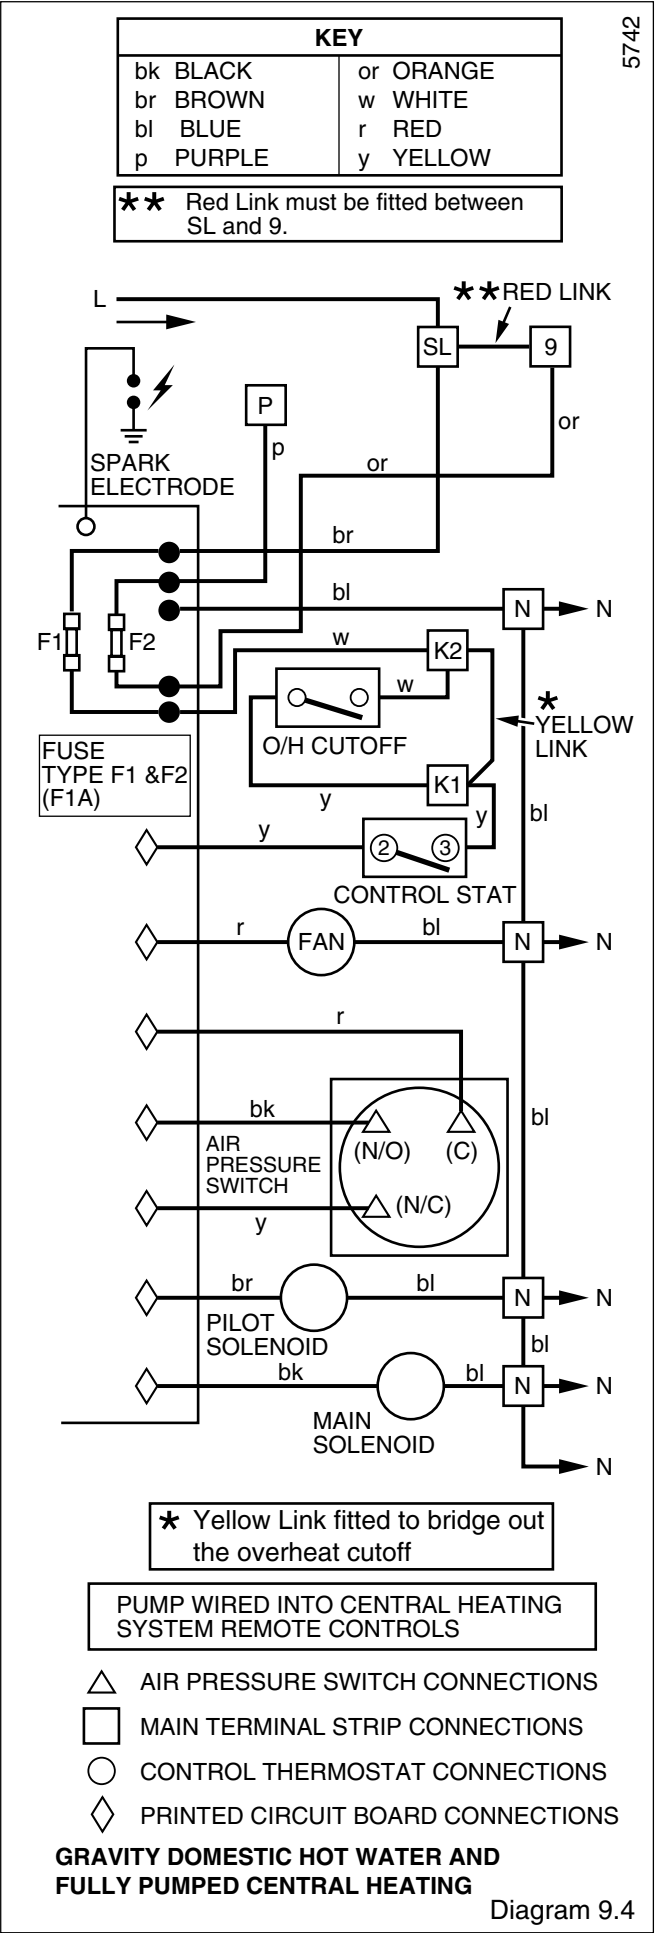 5742
KEY
bk BLACK
br BROWN
bl BLUE
p PURPLE
or ORANGE
w WHITE
r RED
y YELLOW
** Red Link must be fitted between
SL and 9.
L
**RED LINK
SL
9
P
p
or
or
SPARK
ELECTRODE
br
bl
N
N
F1
F2
w
K2
w
O/H CUTOFF
*
YELLOW
LINK
FUSE
TYPE F1 &F2
(F1A)
K1
y
y
bl
y
2
3
CONTROL STAT
r
FAN
bl
N
N
r
bk
(N/O)
(C)
bl
AIR
PRESSURE
SWITCH
(N/C)
y
br
bl
N
N
PILOT
SOLENOID
bl
bk
bl
N
N
MAIN
SOLENOID
N
* Yellow Link fitted to bridge out
the overheat cutoff
PUMP WIRED INTO CENTRAL HEATING
SYSTEM REMOTE CONTROLS
AIR PRESSURE SWITCH CONNECTIONS
MAIN TERMINAL STRIP CONNECTIONS
CONTROL THERMOSTAT CONNECTIONS
PRINTED CIRCUIT BOARD CONNECTIONS
GRAVITY DOMESTIC HOT WATER AND
FULLY PUMPED CENTRAL HEATING
Diagram 9.4